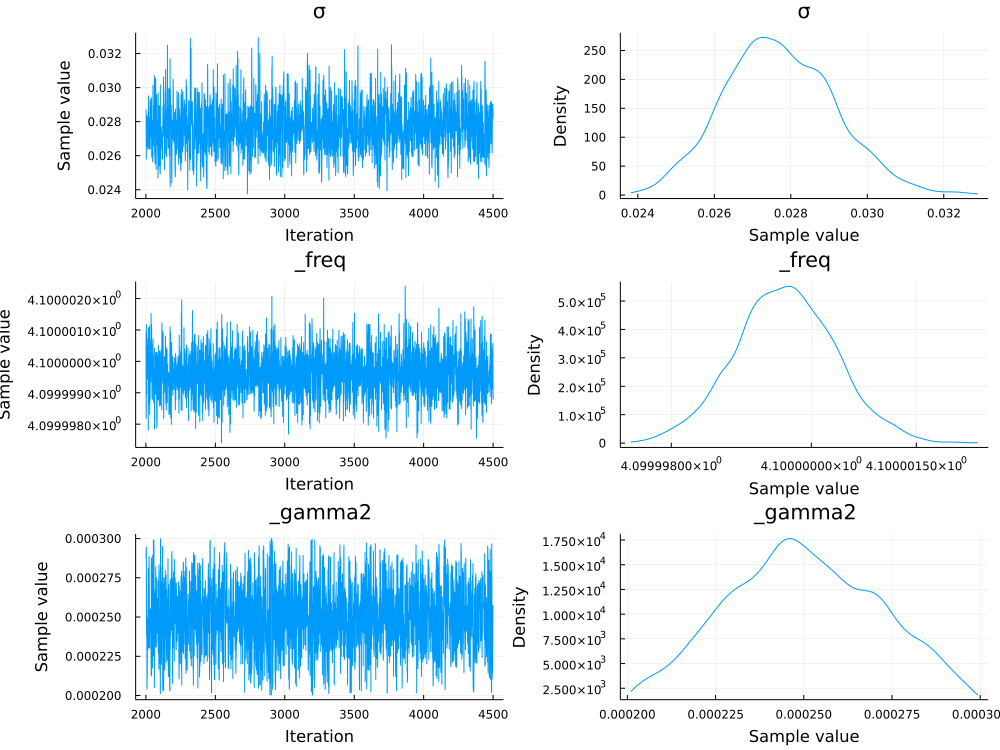 σ
Sample value
0.032
0.030
0.028
0.026
0.024
2000 2500 3000 3500 4000 4500
Iteration
σ
Density
250
200
150
100
50
0
0.024 0.026 0.028 0.030 0.032
Sample value
_freq
Sample value
4.1000020×10⁰
4.1000010×10⁰
4.1000000×10⁰
4.0999990×10⁰
4.0999980×10⁰
2000 2500 3000 3500 4000 4500
Iteration
_freq
Density
5.0×10⁵
4.0×10⁵
3.0×10⁵
2.0×10⁵
1.0×10⁵
0
4.09999800×10⁰ 4.10000000×10⁰ 4.10000150×10⁰
Sample value
_gamma2
Sample value
0.000300
0.000275
0.000250
0.000225
0.000200
2000 2500 3000 3500 4000 4500
Iteration
_gamma2
Density
1.750×10⁴
1.500×10⁴
1.250×10⁴
1.000×10⁴
7.500×10³
5.000×10³
2.500×10³
0.000200 0.000225 0.000250 0.000275 0.00030
Sample value